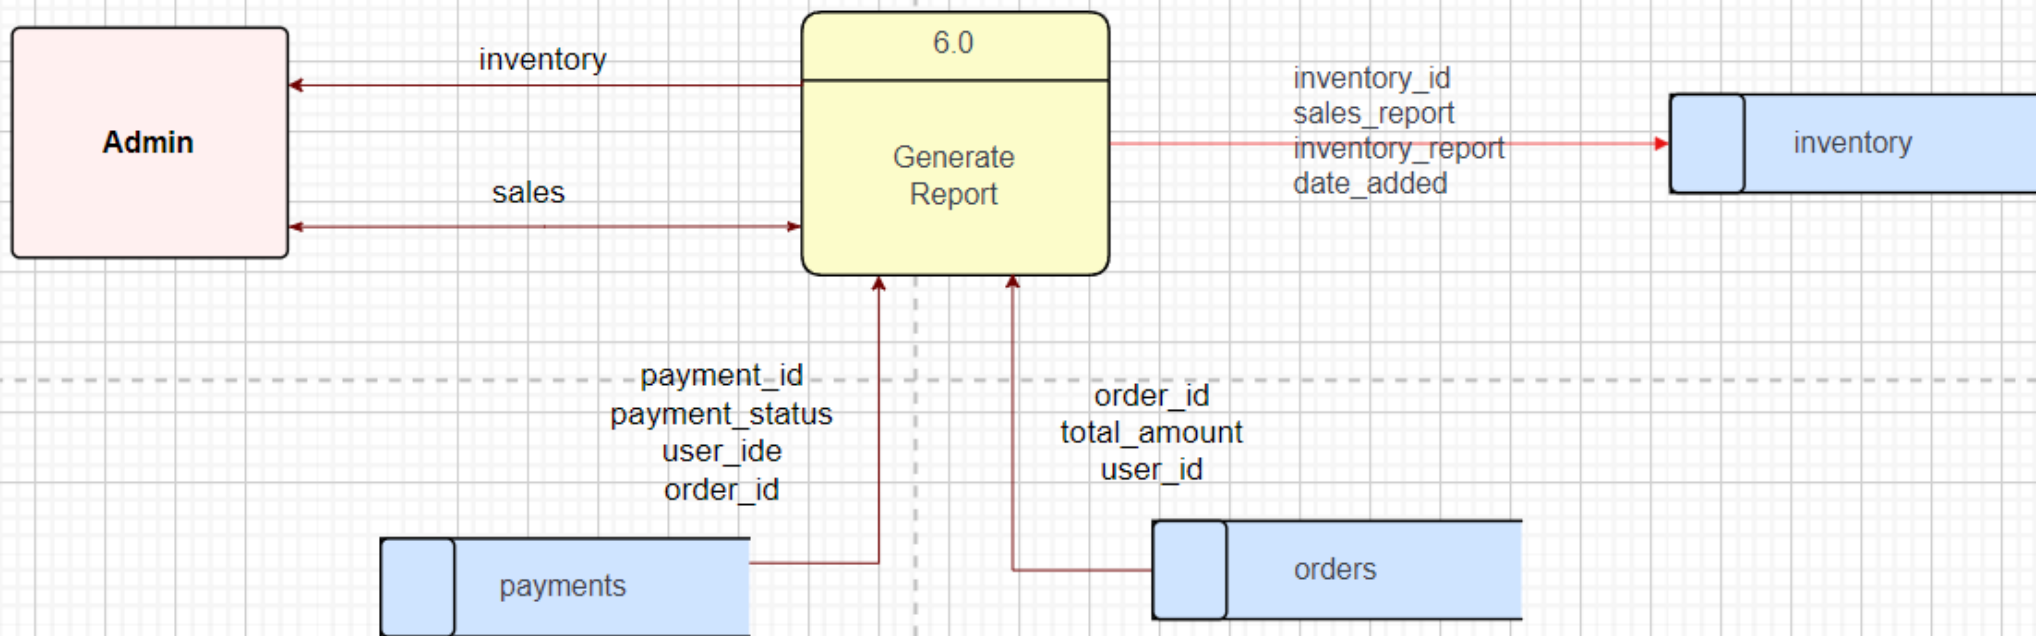 Admin
inventory
sales
6.0
Generate
Report
inventory_id
sales_report
inventory_report
date_added
inventory
payment_id
payment_status
user_ide
order_id
order_id
total_amount
user_id
payments
orders